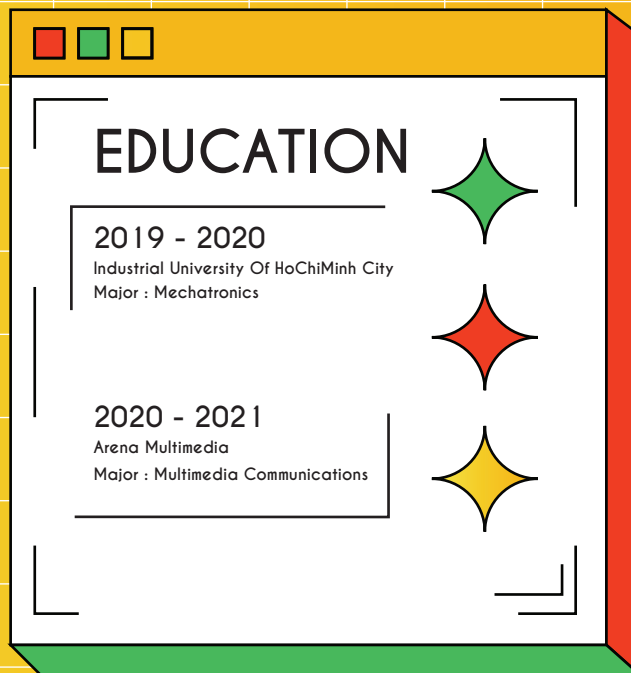 EDUCATION
2019 - 2020
Industrial University Of HoChiMinh City
Major : Mechatronics
2020 - 2021
Arena Multimedia
Major : Multimedia Communications